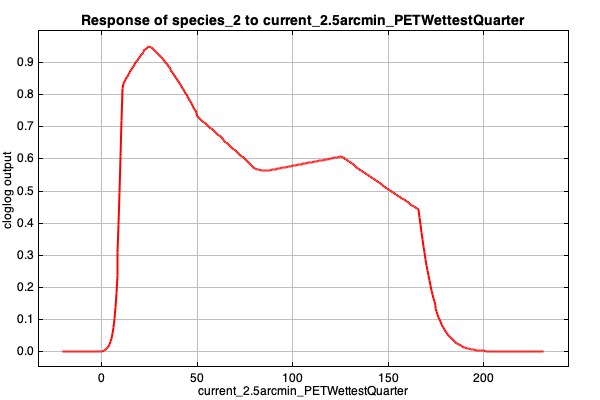 Response of species_2 to current_2.5arcmin_PETWettestQuarter
0.9
0.8
0.7
0.6
0.5
0.4
0.3
0.2
0.1
0.0
cloglog output
0 50 100 150 200
current_2.5arcmin_PETWettestQuarter